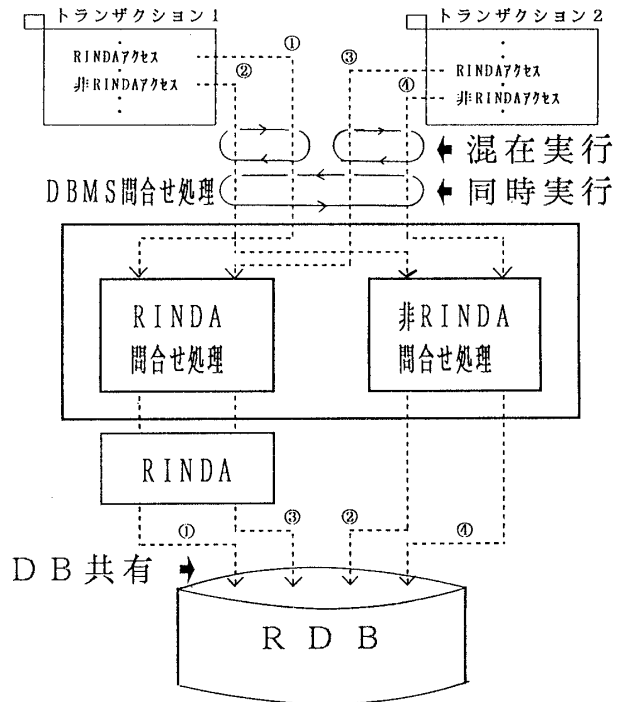 トランザクション1
・
RINDAアクセス
・
非RINDAアクセス
・
①
②
トランザクション2
・
RINDAアクセス
・
非RINDAアクセス
・
③
④
混在実行
DBMS問合せ処理
同時実行
RINDA
問合せ処理
非RINDA
問合せ処理
RINDA
①
③
②
④
DB共有
RDB